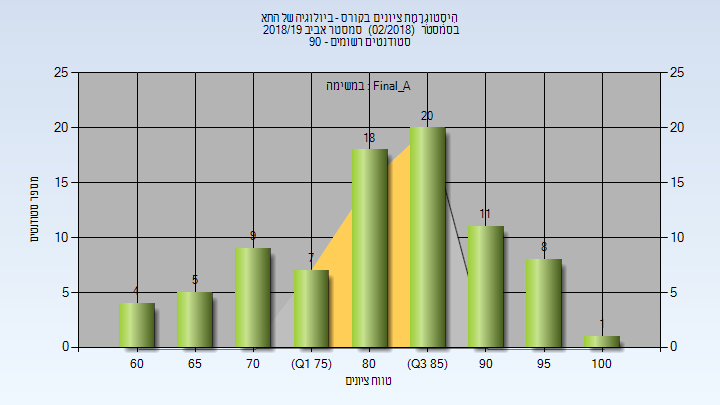 היסטוגרמת ציונים בקורס - ביולוגיה של התא
בסמסטר (02/2018) סמסטר אביב 2018/19
סטודנטים רשומים - 90
במשימה : Final_A
25 25
20 20
15 15
10 10
5 5
0 0
4 5 9 7 18 20 11 8 1
60 65 70 (Q1 75) 80 (Q3 85) 90 95 100
מספר סטודנטים
טווח ציונים